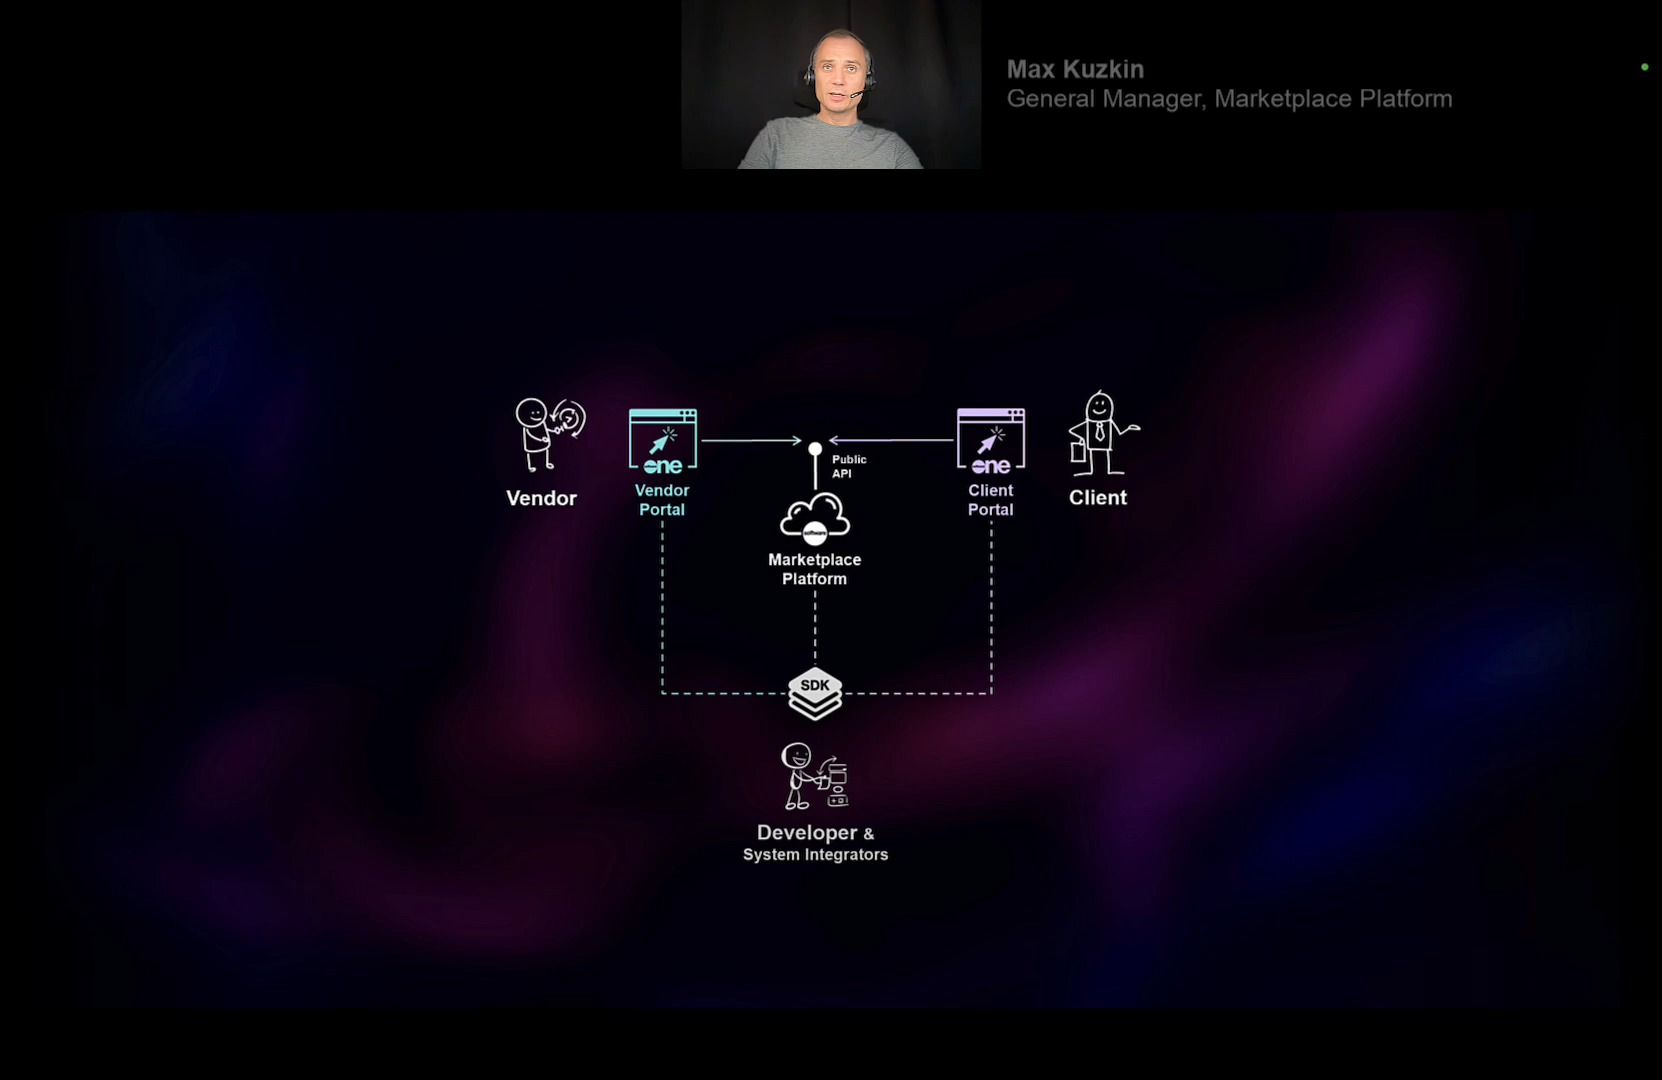 Max Kuzkin
General Manager, Marketplace Platform
Vendor
one
Vendor
Portal
Public
API
software
Marketplace
Platform
one
Client
Portal
Client
SDK
Developer &
System Integrators